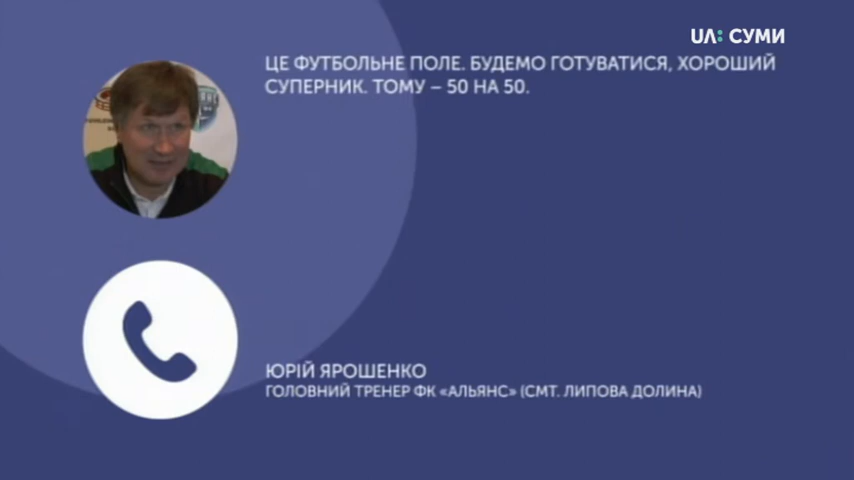 UA: СУМИ
ЦЕ ФУТБОЛЬНЕ ПОЛЕ. БУДЕМО ГОТУВАТИСЯ, ХОРОШИЙ
СУПЕРНИК. ТОМУ – 50 НА 50.
ЮРІЙ ЯРОШЕНКО
ГОЛОВНИЙ ТРЕНЕР ФК «АЛЬЯНС» (СМТ. ЛИПОВА ДОЛИНА)